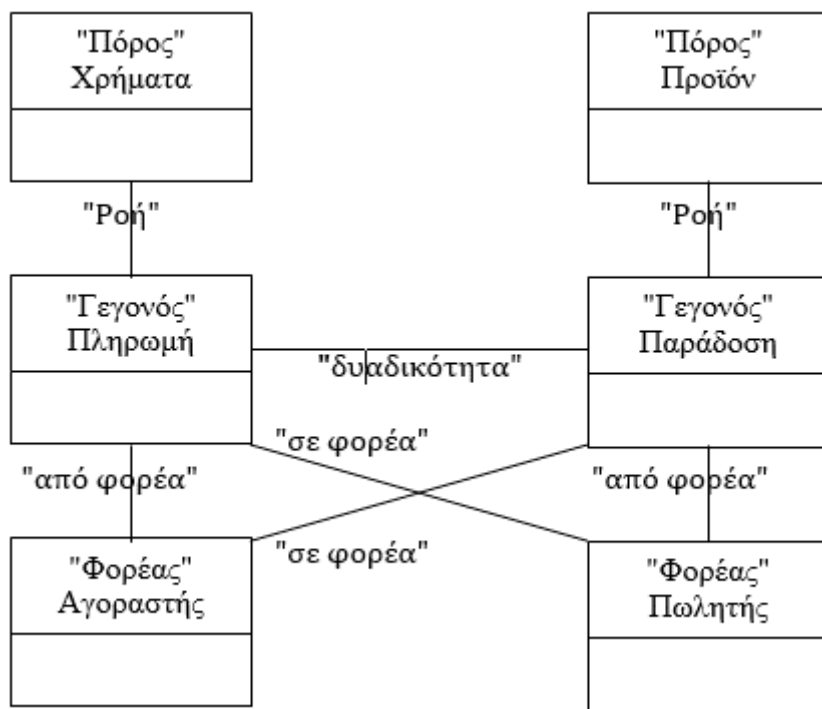 "Πόρος"
Χρήματα
"Πόρος"
Προϊόν
"Ροή"
"Ροή"
"Γεγονός"
Πληρωμή
"Γεγονός"
Παράδοση
"δυαδικότητα"
"σε φορέα"
"από φορέα"
"από φορέα"
"σε φορέα"
"Φορέας"
Αγοραστής
"Φορέας"
Πωλητής